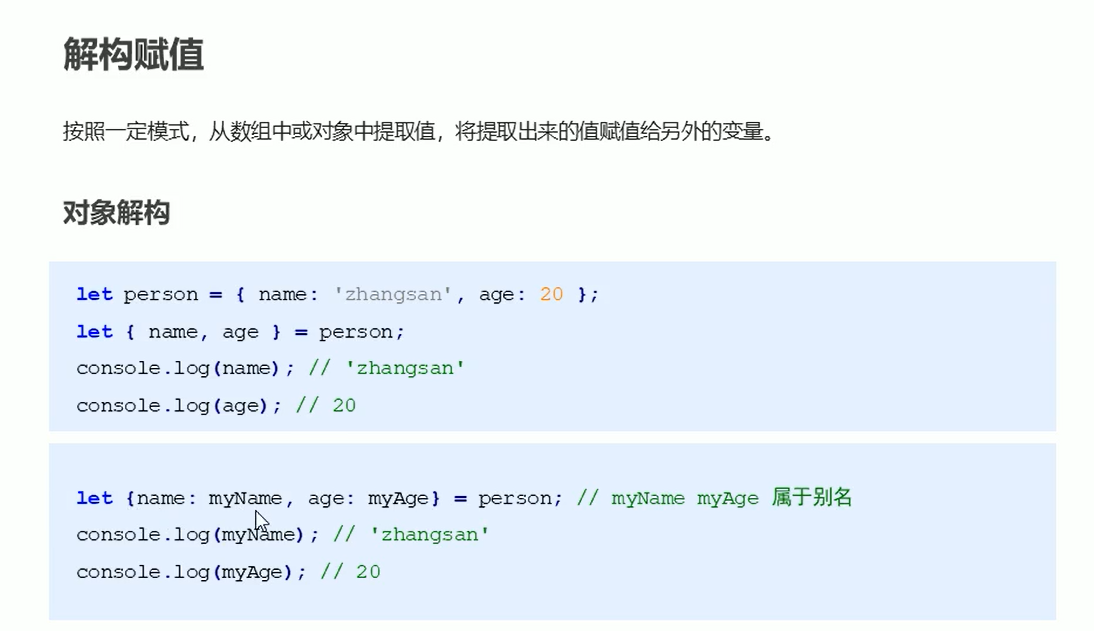 解构赋值
按照一定模式，从数组中或对象中提取值，将提取出来的值赋值给另外的变量。
对象解构
let person = { name: 'zhangsan', age: 20 };
let { name, age } = person;
console.log(name); // 'zhangsan'
console.log(age); // 20
let {name: myName, age: myAge} = person; // myName myAge 属于别名
console.log(myName); // 'zhangsan'
console.log(myAge); // 20